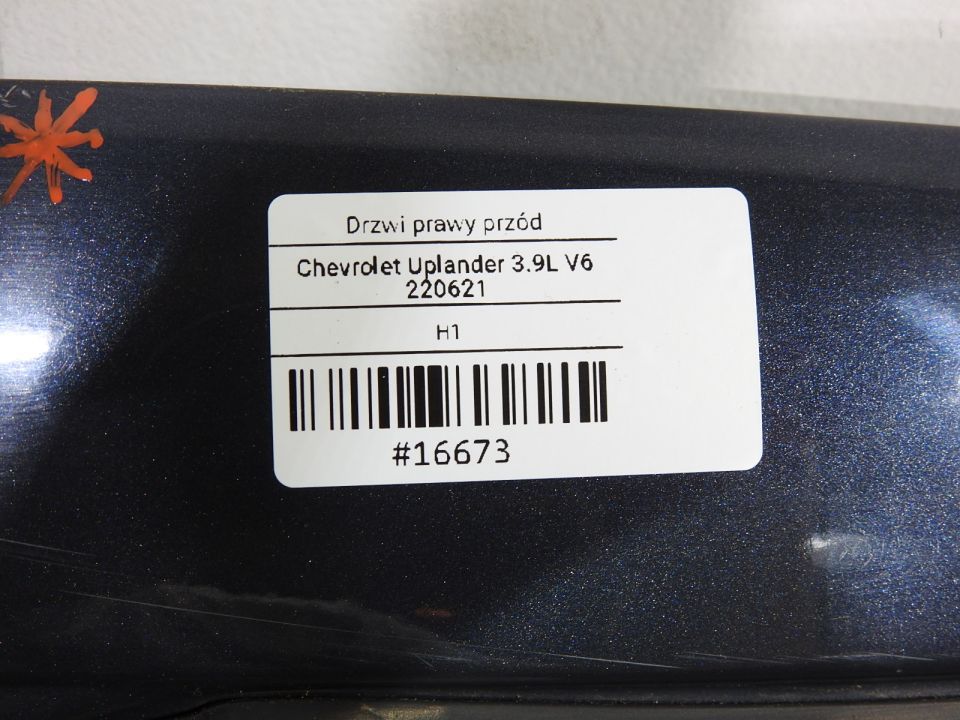 Drzwi prawy przód
Chevrolet Uplander 3.9L V6
220621
H1
#16673